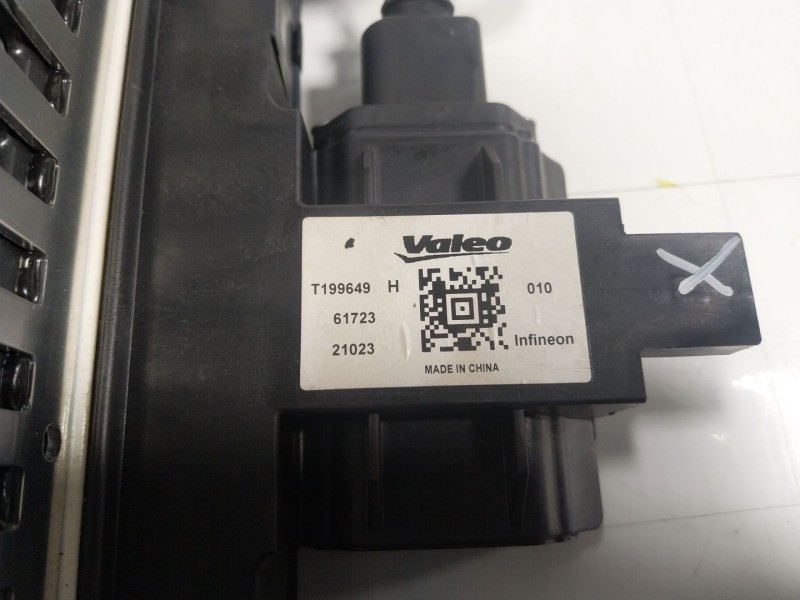 Valeo
T199649 H 010
61723
21023 Infineon
MADE IN CHINA